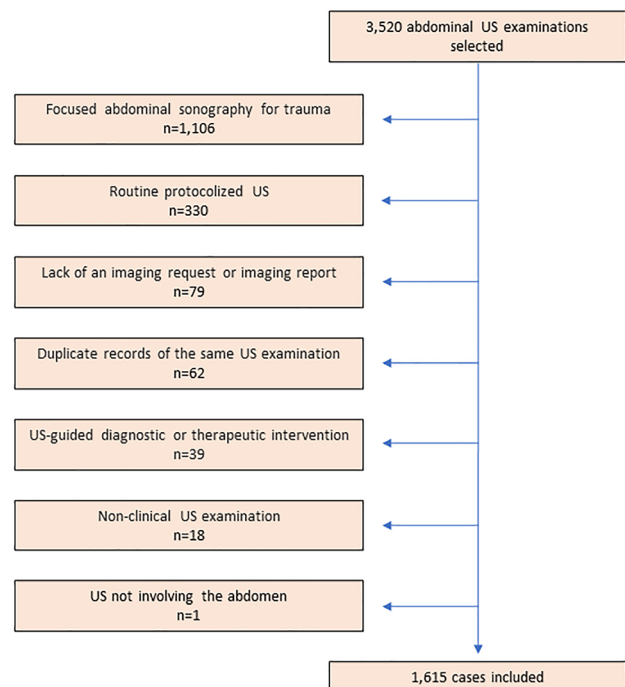 3,520 abdominal US examinations
selected
Focused abdominal sonography for trauma
n=1,106
Routine protocolized US
n=330
Lack of an imaging request or imaging report
n=79
Duplicate records of the same US examination
n=62
US-guided diagnostic or therapeutic intervention
n=39
Non-clinical US examination
n=18
US not involving the abdomen
n=1
1,615 cases included